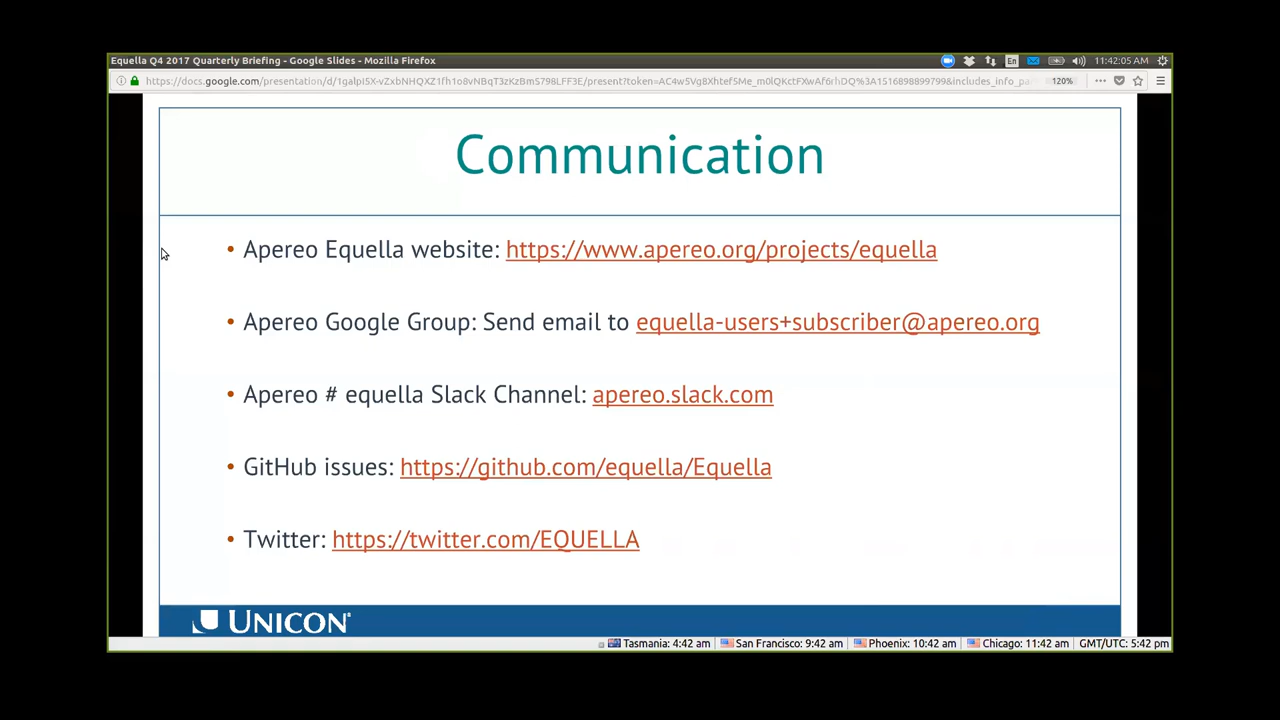 Equella Q4 2017 Quarterly Briefing - Google Slides - Mozilla Firefox
En
11:42:05 AM
120%
Communication
• Apereo Equella website: https://www.apereo.org/projects/equella
• Apereo Google Group: Send email to equella-users+subscriber@apereo.org
• Apereo # equella Slack Channel: apereo.slack.com
• GitHub issues: https://github.com/equella/Equella
• Twitter: https://twitter.com/EQUELLA
UNICON®
Tasmania: 4:42 am San Francisco: 9:42 am Phoenix: 10:42 am Chicago: 11:42 am GMT/UTC: 5:42 pm